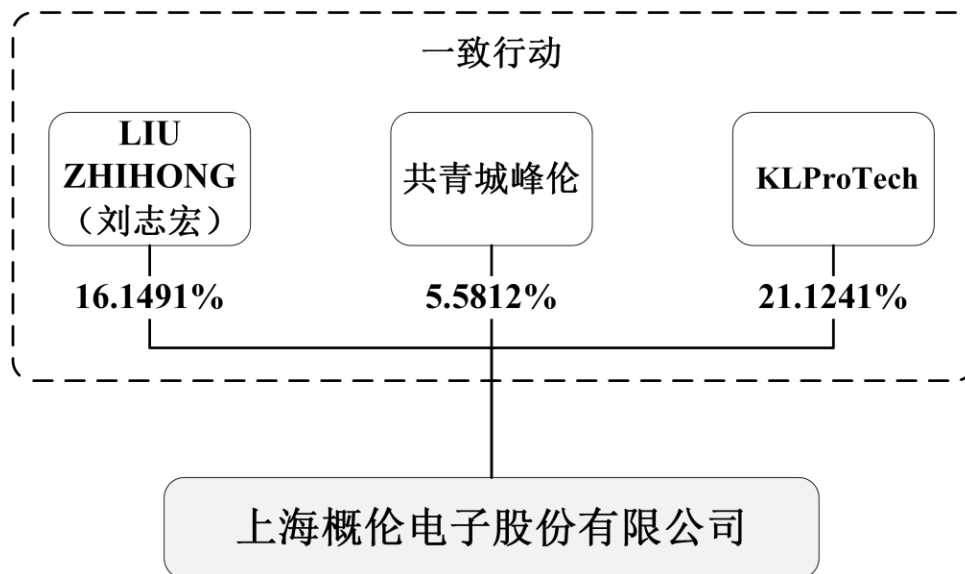 一致行动
LIU
ZHIHONG
（刘志宏）
共青城峰伦
KLProTech
16.1491%
5.5812%
21.1241%
上海概伦电子股份有限公司